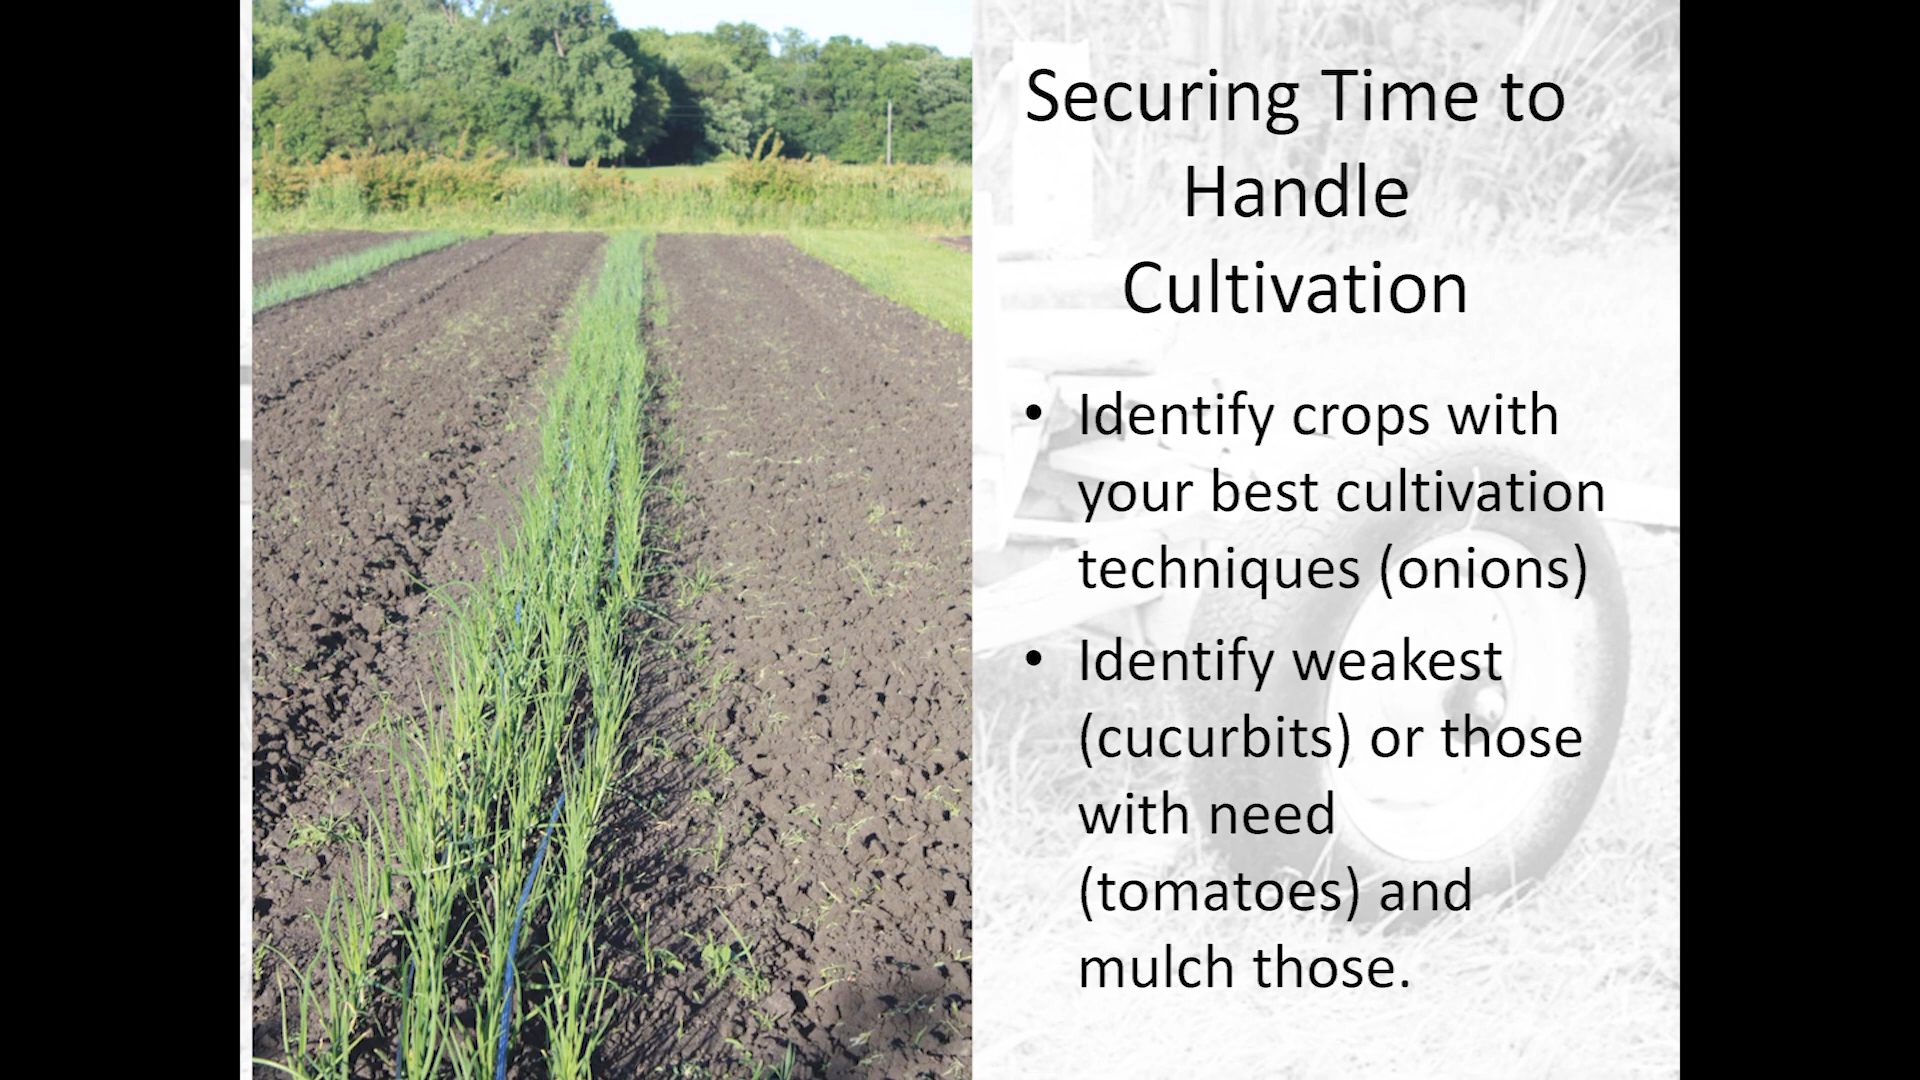 Securing Time to
Handle
Cultivation
• Identify crops with
your best cultivation
techniques (onions)
• Identify weakest
(cucurbits) or those
with need
(tomatoes) and
mulch those.